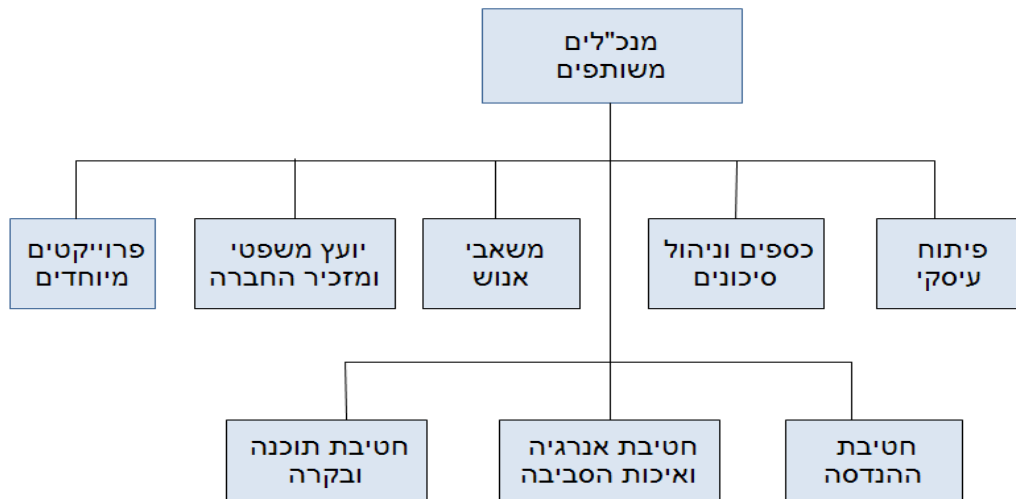 מנכ"לים
משותפים
פיתוח
עיסקי
כספים וניהול
סיכונים
משאבי
אנוש
יועץ משפטי
ומזכיר החברה
פרוייקטים
מיוחדים
חטיבת
ההנדסה
חטיבת אנרגיה
ואיכות הסביבה
חטיבת תוכנה
ובקרה